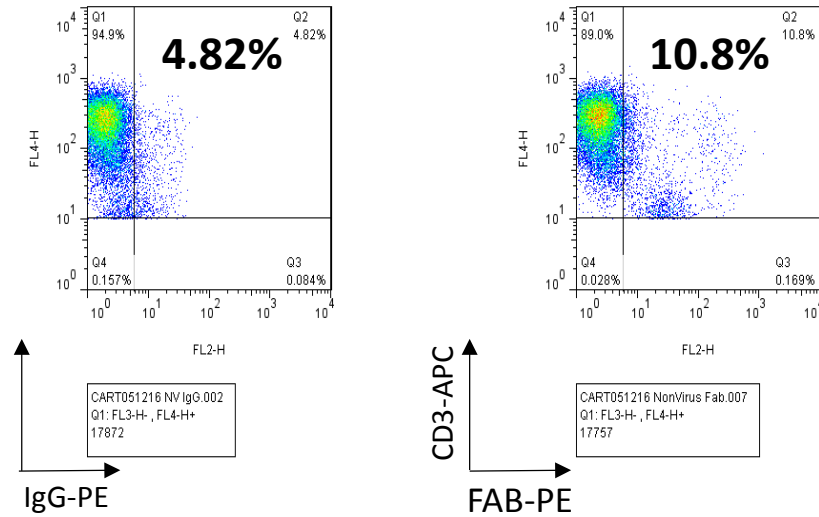 10^4
Q1
94.9%
Q2
4.82%
4.82%
10^3
FL4-H
10^2
10^1
10^0
Q4
0.157%
Q3
0.084%
10^0 10^1 10^2 10^3 10^4
FL2-H
CART051216 NV IgG.002
Q1: FL3-H- , FL4-H+
17872
IgG-PE
10^4
Q1
89.0%
Q2
10.8%
10.8%
10^3
FL4-H
10^2
10^1
10^0
Q4
0.028%
Q3
0.169%
10^0 10^1 10^2 10^3 10^4
FL2-H
CD3-APC
CART051216 NonVirus Fab.007
Q1: FL3-H- , FL4-H+
17757
FAB-PE